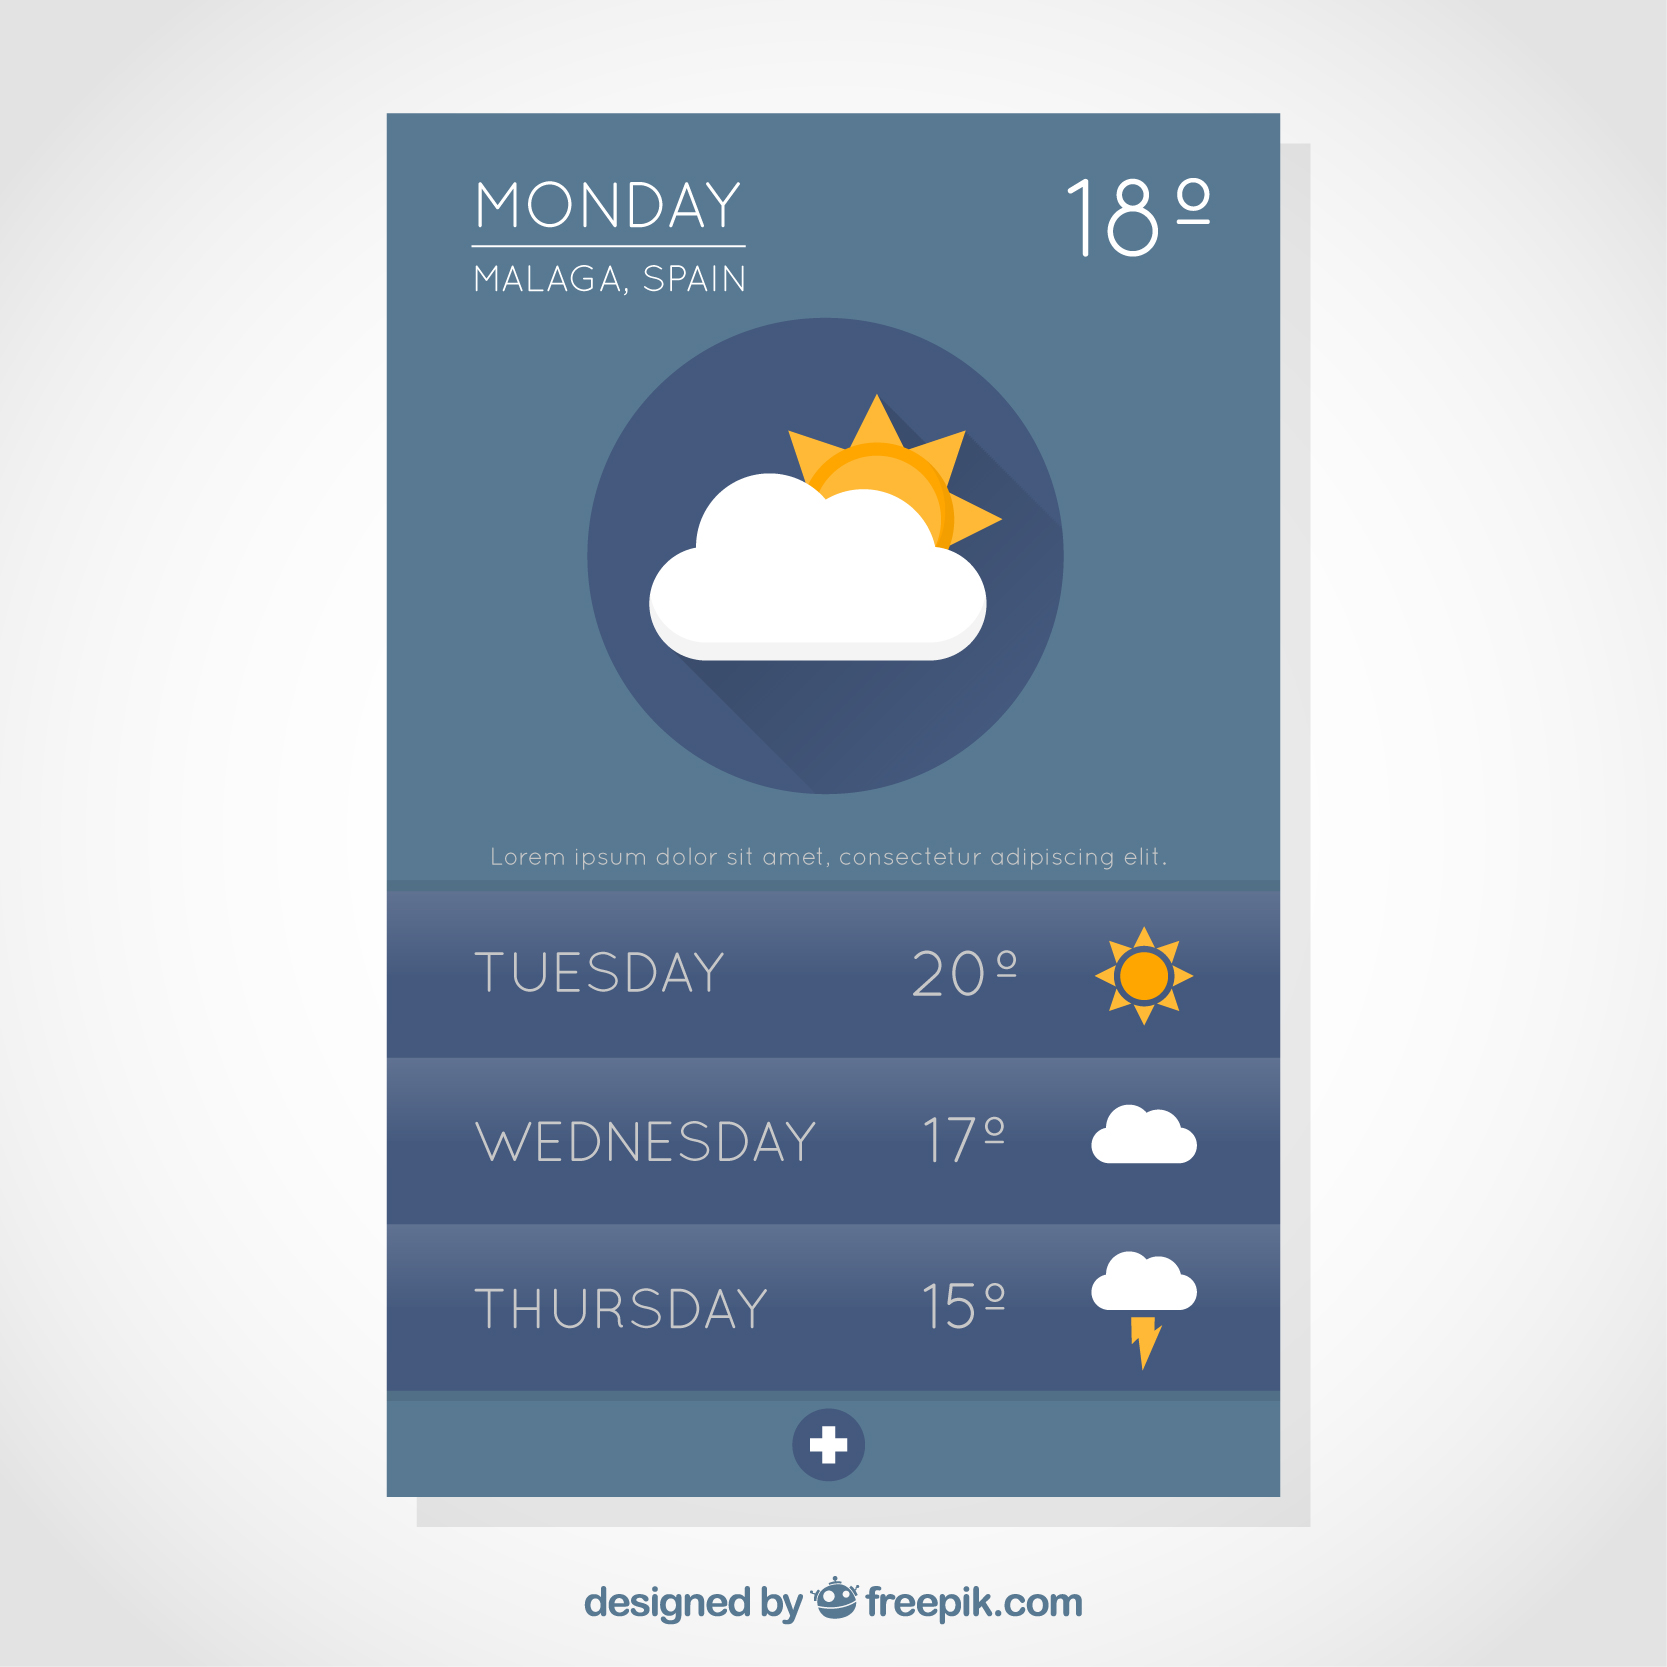 MONDAY
18º
MALAGA, SPAIN
Lorem ipsum dolor sit amet, consectetur adipiscing elit.
TUESDAY 20º
WEDNESDAY 17º
THURSDAY 15º
designed by freepik.com